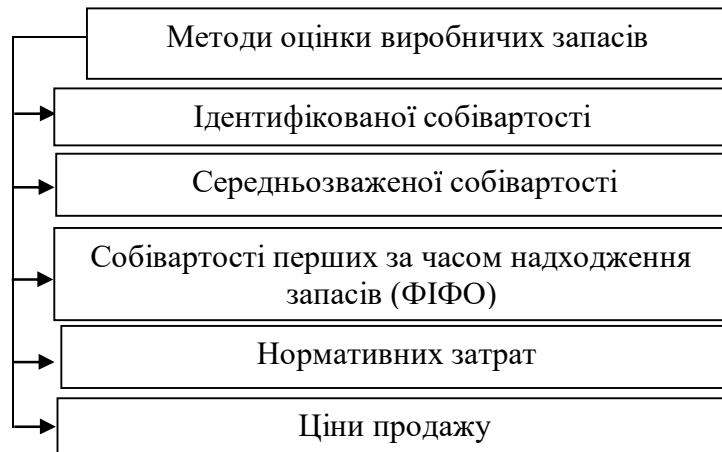 Методи оцінки виробничих запасів
Ідентифікованої собівартості
Середньозваженої собівартості
Собівартості перших за часом надходження
запасів (ФІФО)
Нормативних затрат
Ціни продажу